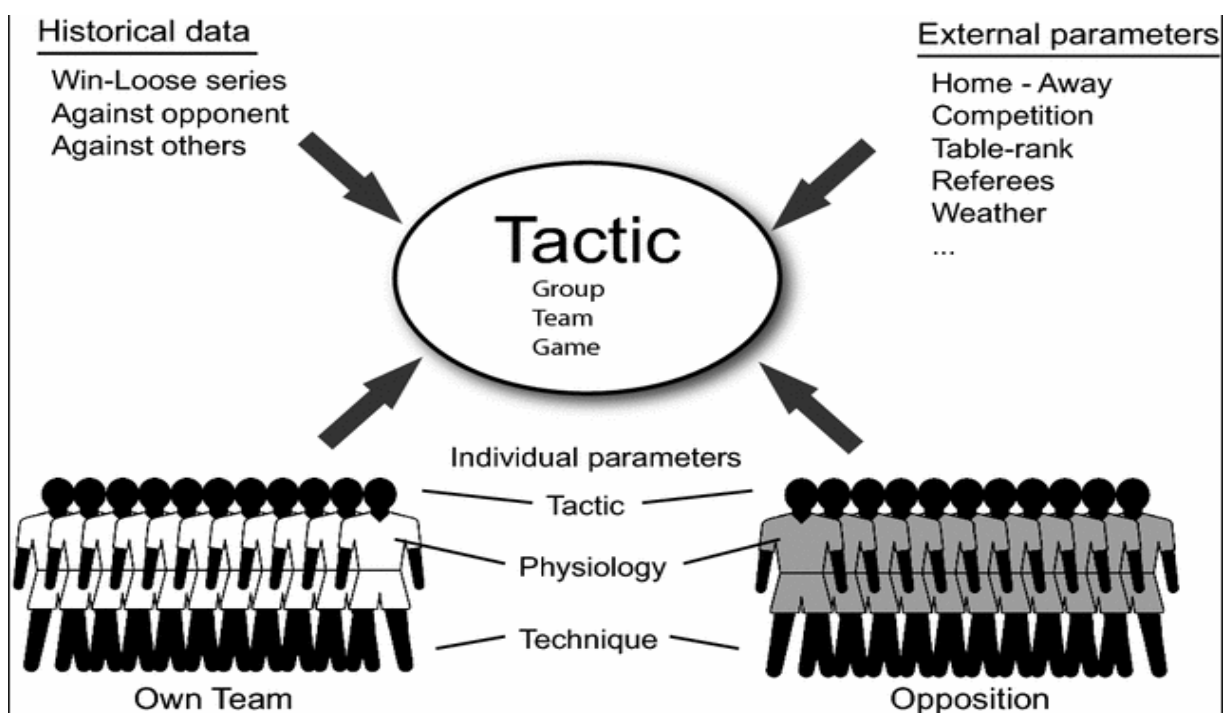 Historical data
Win-Loose series
Against opponent
Against others
External parameters
Home - Away
Competition
Table-rank
Referees
Weather
...
Tactic
Group
Team
Game
Individual parameters
Tactic
Physiology
Technique
Own Team
Opposition